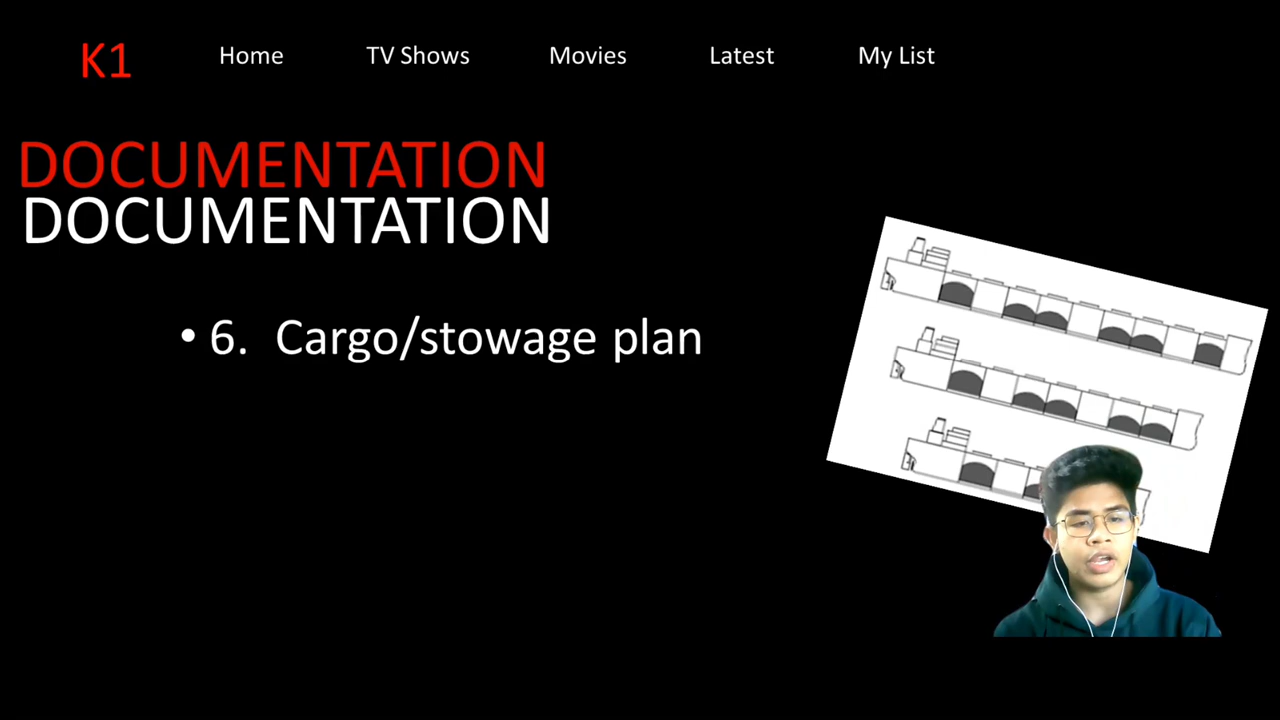 K1 Home TV Shows Movies Latest My List
DOCUMENTATION
DOCUMENTATION
• 6. Cargo/stowage plan